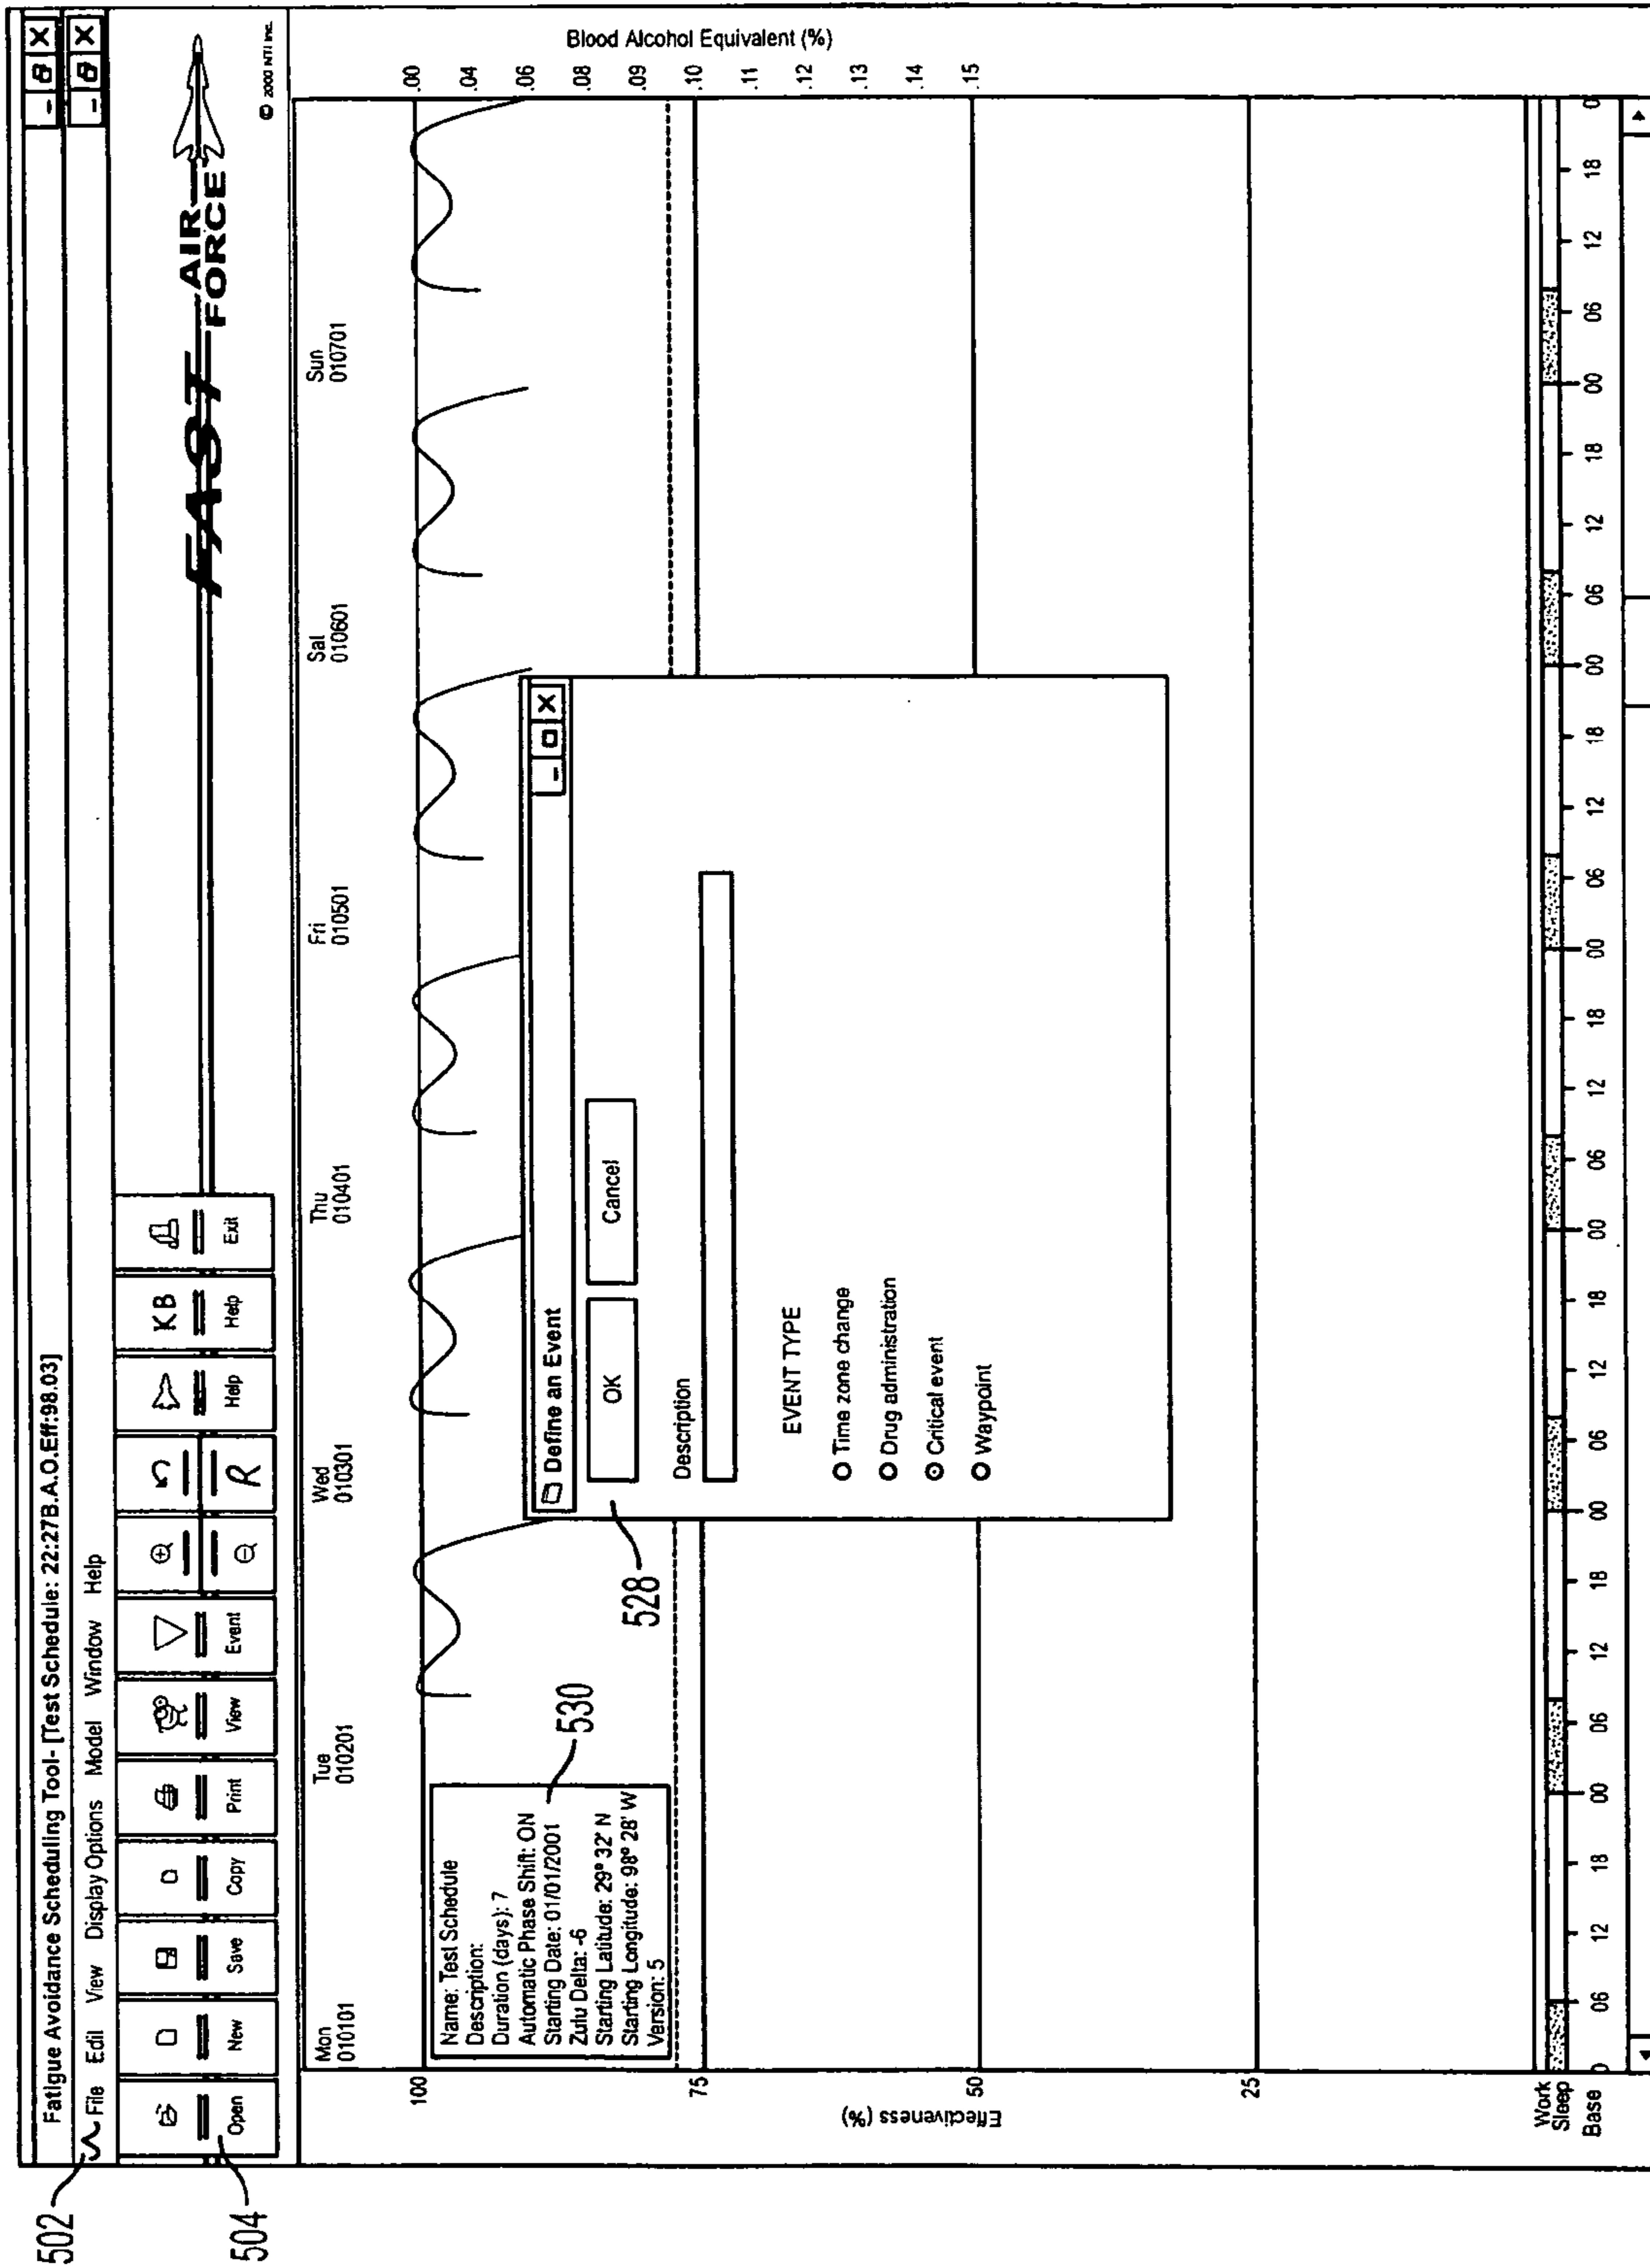 Fatigue Avoidance Scheduling Tool- [Test Schedule: 22:27B.A.O.Eff:98.03]
502
File Edit View Display Options Model Window Help
504
Open New Save Copy Print View Event Help KB Help Exit
R
FAST AIR FORCE
© 2000 NTI Inc.
Mon 010101
Tue 010201
Wed 010301
Thu 010401
Fri 010501
Sat 010601
Sun 010701
Effectiveness (%)
100
75
50
25
Blood Alcohol Equivalent (%)
.00
.04
.06
.08
.09
.10
.11
.12
.13
.14
.15
Name: Test Schedule
Description:
Duration (days): 7
Automatic Phase Shift: ON
Starting Date: 01/01/2001
Zulu Delta: -6
Starting Latitude: 29° 32' N
Starting Longitude: 98° 28' W
Version: 5
530
528
Define an Event
OK Cancel
Description
EVENT TYPE
Time zone change
Drug administration
Critical event
Waypoint
Work
Sleep
Base
0 06 12 18 00 06 12 18 00 06 12 18 00 06 12 18 00 06 12 18 00 06 12 18 00 06 12 18 0